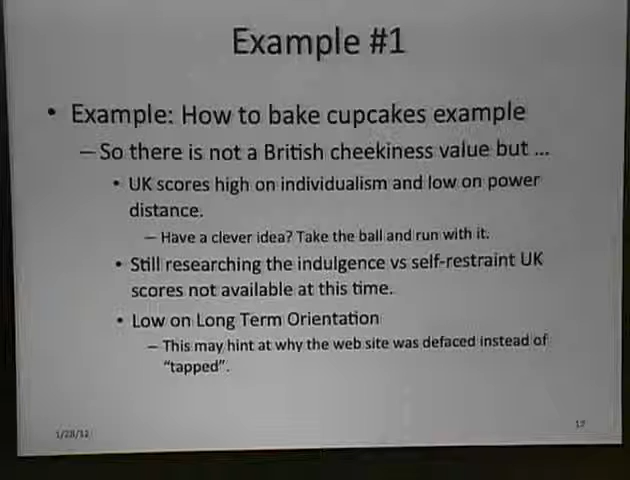 Example #1
• Example: How to bake cupcakes example
– So there is not a British cheekiness value but ...
• UK scores high on individualism and low on power
distance.
– Have a clever idea? Take the ball and run with it.
• Still researching the indulgence vs self-restraint UK
scores not available at this time.
• Low on Long Term Orientation
– This may hint at why the web site was defaced instead of
"tapped".
1/28/12